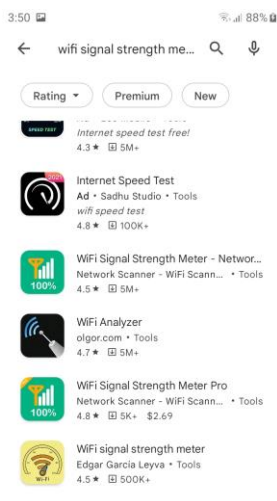 3:50
88%
wifi signal strength me...
Rating
Premium
New
SPEED TEST
Internet speed test free!
4.3★ 5M+
2021
Internet Speed Test
Ad • Sadhu Studio • Tools
wifi speed test
4.8★ 100K+
WiFi Signal Strength Meter - Networ...
Network Scanner - WiFi Scann... • Tools
100%
4.5★ 5M+
WiFi Analyzer
olgor.com • Tools
4.7★ 5M+
WiFi Signal Strength Meter Pro
Network Scanner - WiFi Scann... • Tools
100%
4.8★ 5K+ $2.69
WiFi signal strength meter
Edgar García Leyva • Tools
Wi-Fi
4.5★ 500K+